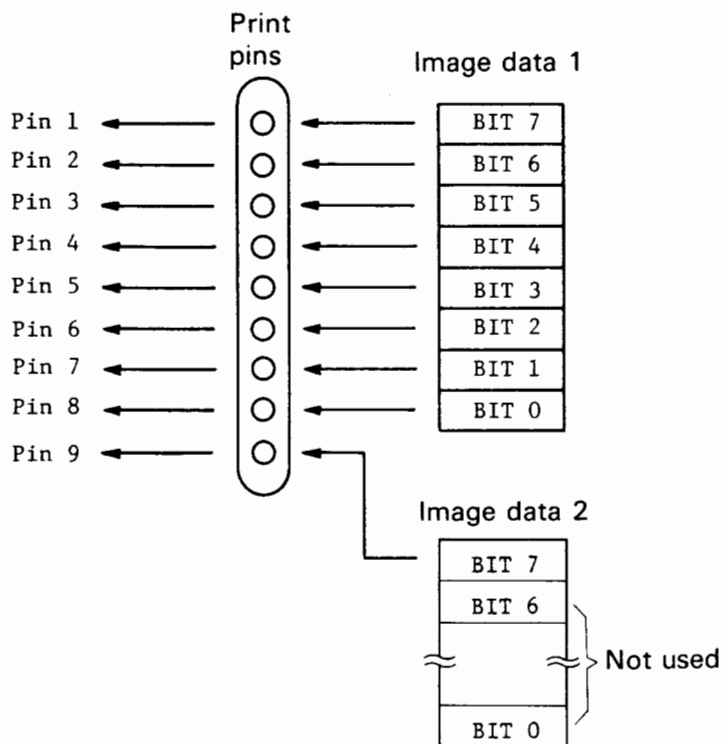 Print
pins
Image data 1
Pin 1
BIT 7
Pin 2
BIT 6
Pin 3
BIT 5
Pin 4
BIT 4
Pin 5
BIT 3
Pin 6
BIT 2
Pin 7
BIT 1
Pin 8
BIT 0
Pin 9
Image data 2
BIT 7
BIT 6
Not used
BIT 0